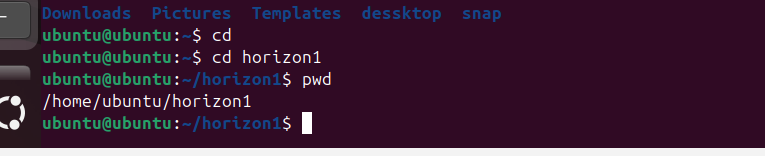 Downloads Pictures Templates dessktop snap
ubuntu@ubuntu:~$ cd
ubuntu@ubuntu:~$ cd horizon1
ubuntu@ubuntu:~/horizon1$ pwd
/home/ubuntu/horizon1
ubuntu@ubuntu:~/horizon1$